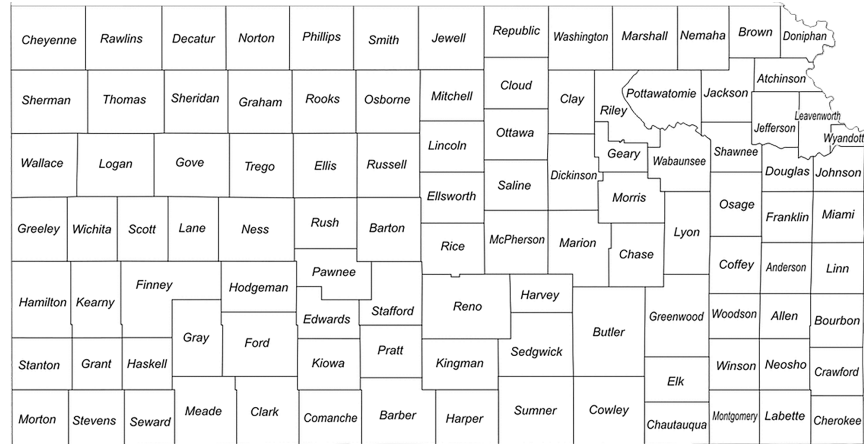 Cheyenne
Rawlins
Decatur
Norton
Phillips
Smith
Jewell
Republic
Washington
Marshall
Nemaha
Brown
Doniphan
Sherman
Thomas
Sheridan
Graham
Rooks
Osborne
Mitchell
Cloud
Clay
Riley
Pottawatomie
Jackson
Atchinson
Jefferson
Leavenworth
Wyandott
Wallace
Logan
Gove
Trego
Ellis
Russell
Lincoln
Ottawa
Dickinson
Geary
Wabaunsee
Shawnee
Douglas
Johnson
Ellsworth
Saline
Morris
Osage
Franklin
Miami
Greeley
Wichita
Scott
Lane
Ness
Rush
Barton
Rice
McPherson
Marion
Chase
Lyon
Coffey
Anderson
Linn
Hamilton
Kearny
Finney
Hodgeman
Pawnee
Edwards
Stafford
Reno
Harvey
Butler
Greenwood
Woodson
Allen
Bourbon
Gray
Ford
Stanton
Grant
Haskell
Kiowa
Pratt
Kingman
Sedgwick
Elk
Winson
Neosho
Crawford
Morton
Stevens
Seward
Meade
Clark
Comanche
Barber
Harper
Sumner
Cowley
Chautauqua
Montgomery
Labette
Cherokee